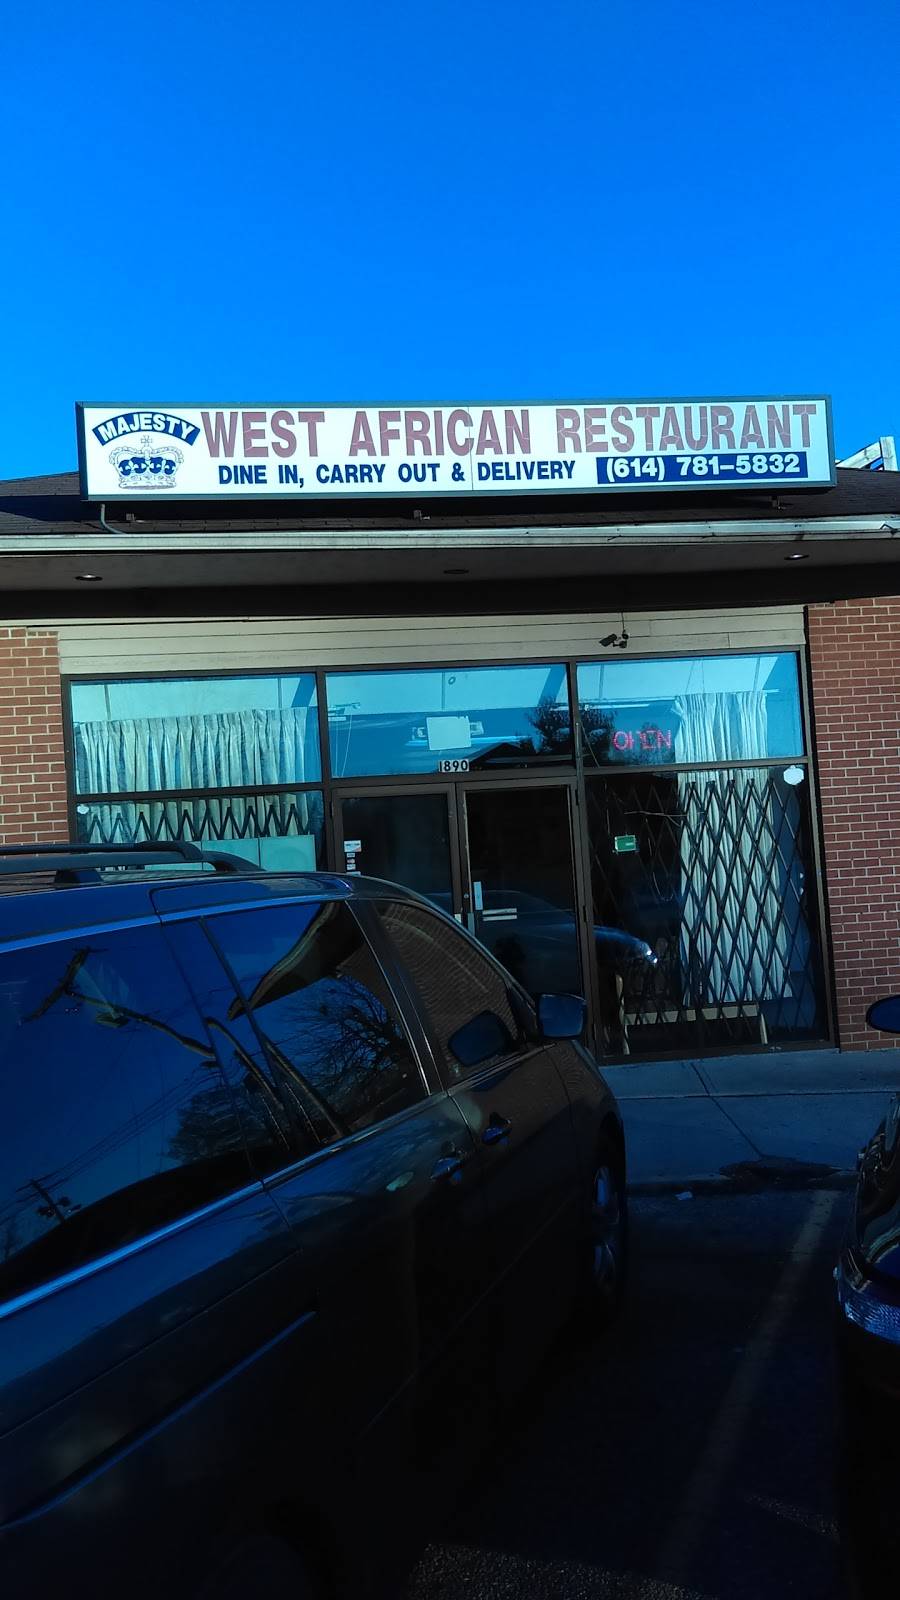 MAJESTY
WEST AFRICAN RESTAURANT
DINE IN, CARRY OUT & DELIVERY (614) 781-5832
OPEN
1890